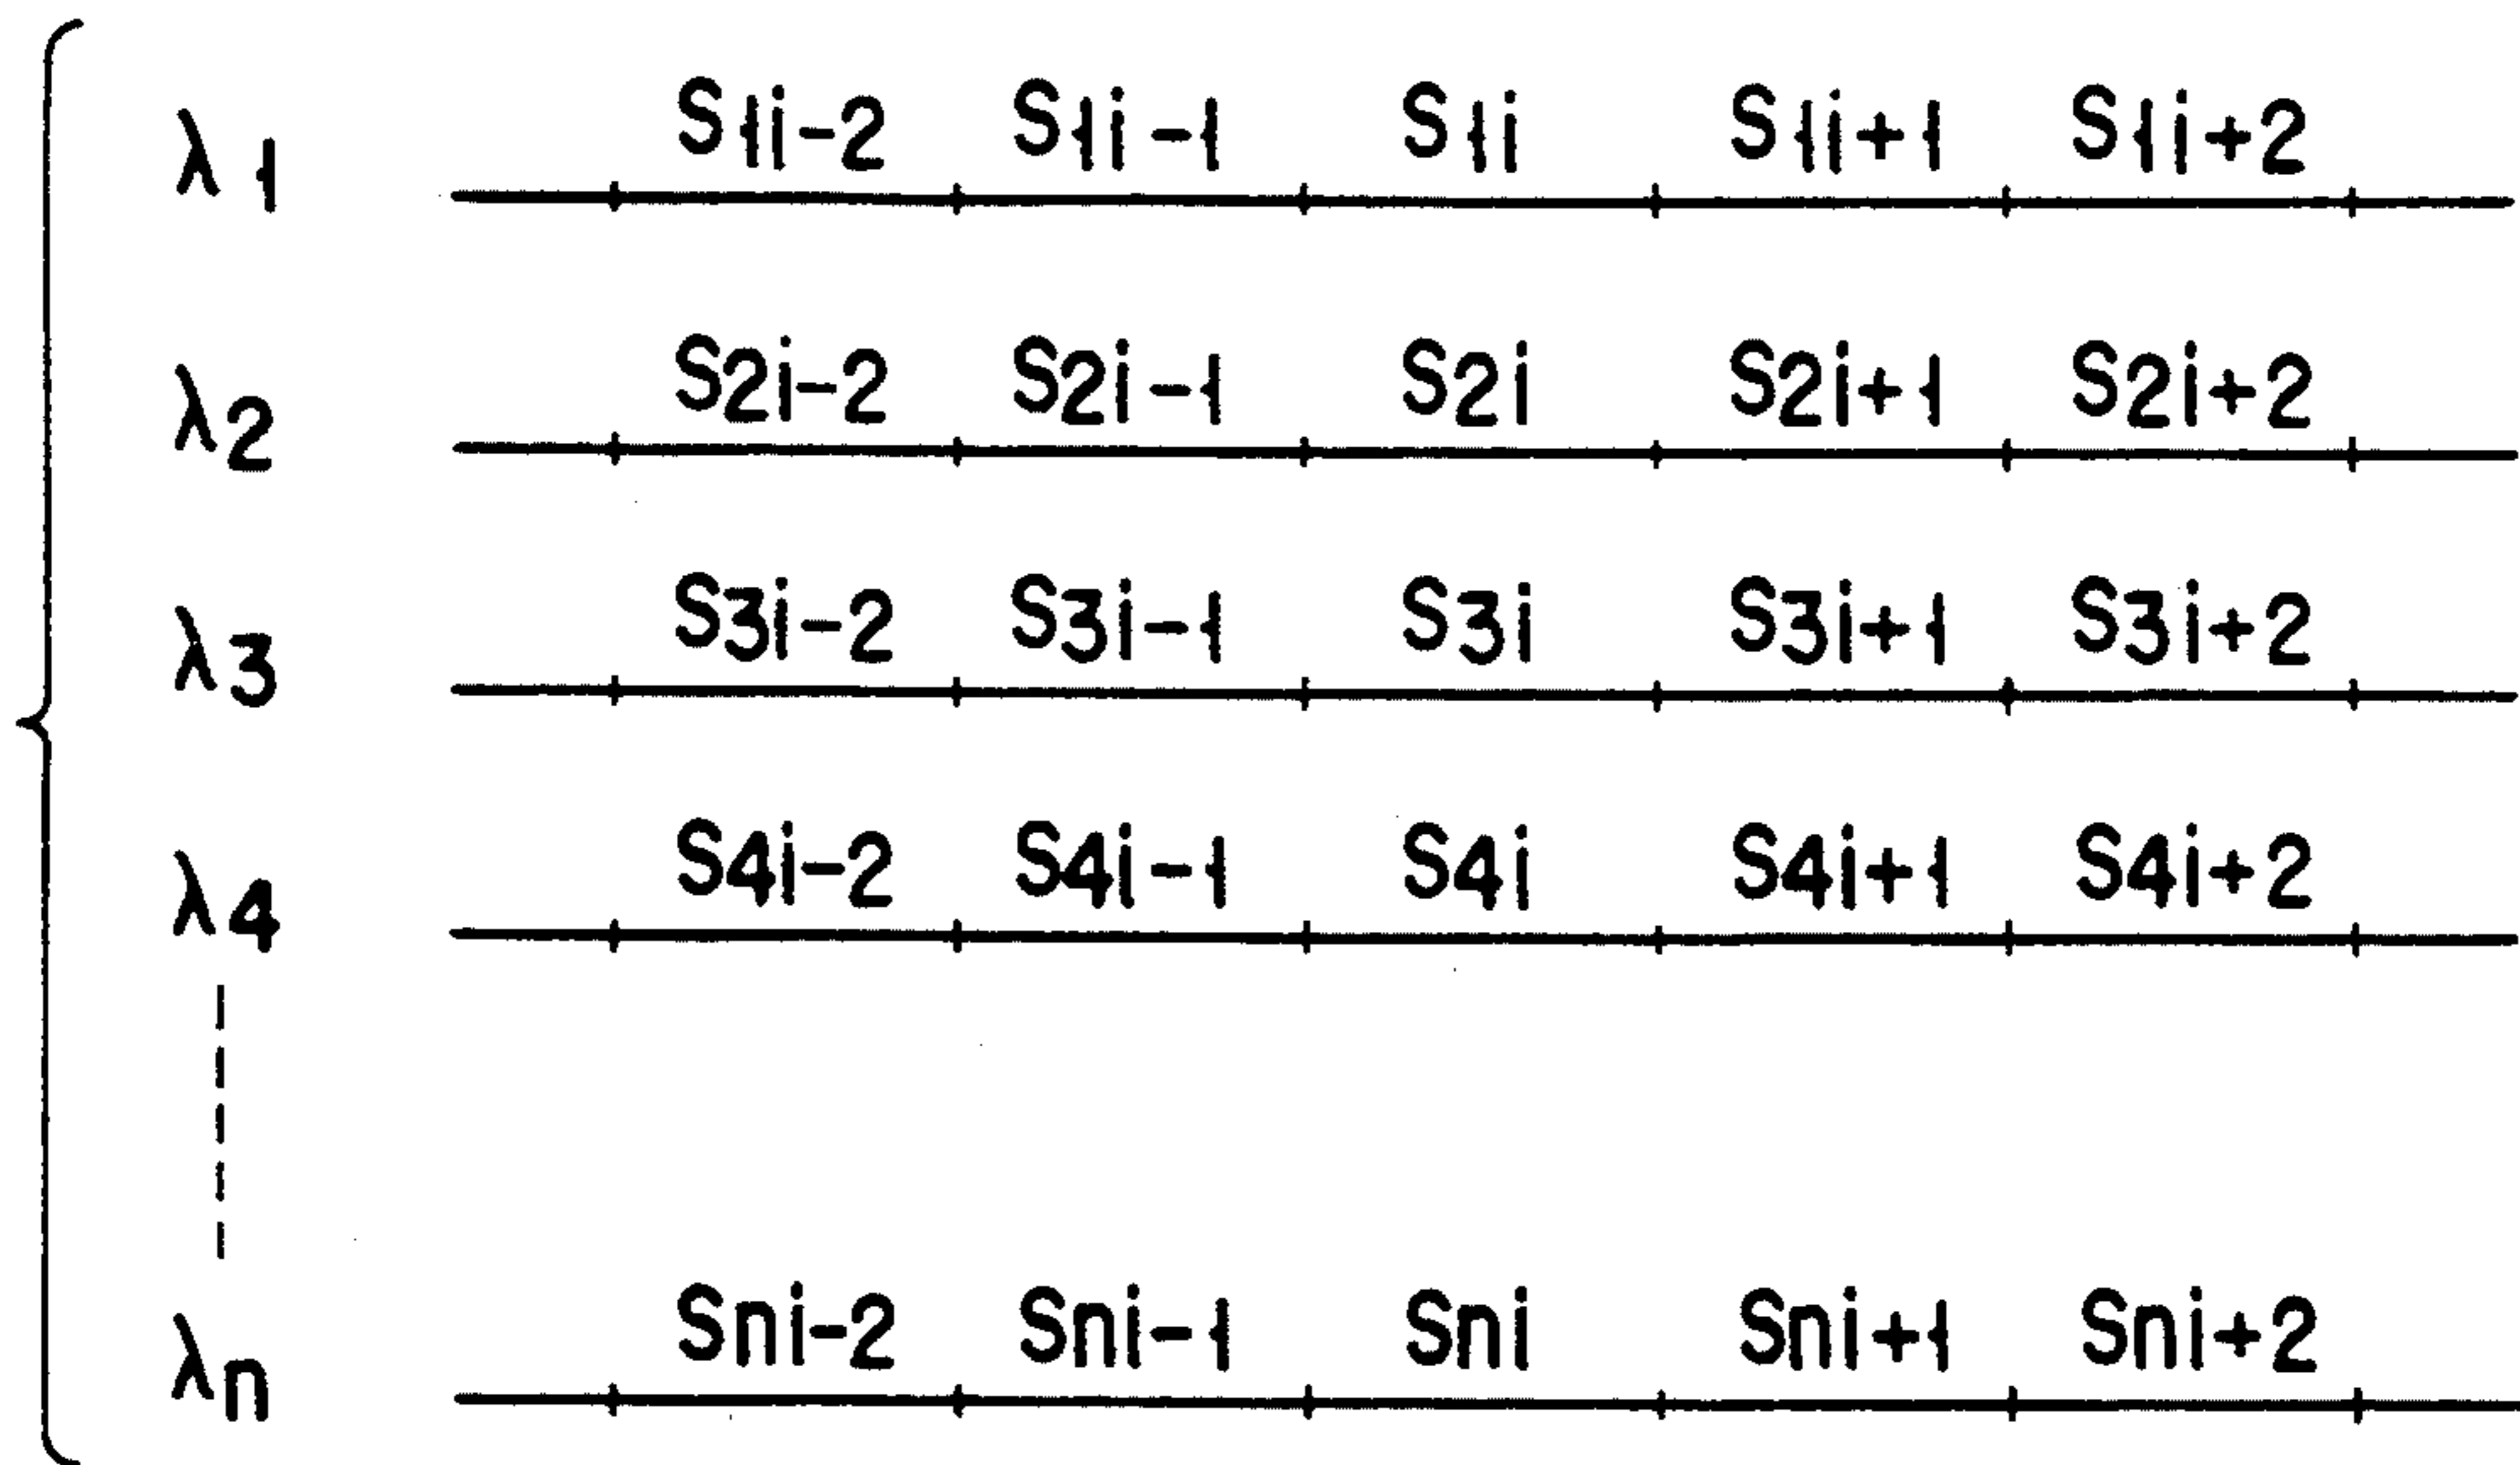 λ1 S1i-2 S1i-1 S1i S1i+1 S1i+2
λ2 S2i-2 S2i-1 S2i S2i+1 S2i+2
λ3 S3i-2 S3i-1 S3i S3i+1 S3i+2
λ4 S4i-2 S4i-1 S4i S4i+1 S4i+2
λn Sni-2 Sni-1 Sni Sni+1 Sni+2